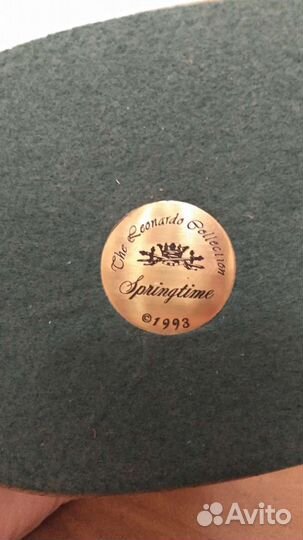 The Leonardo Collection
Springtime
©1993
Avito